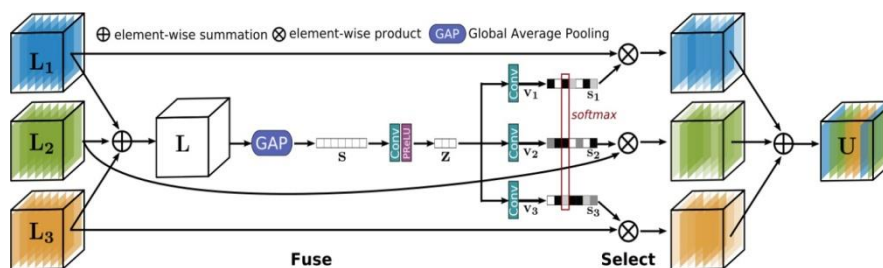 ⊕ element-wise summation ⊗ element-wise product GAP Global Average Pooling
L₁
L₂
L₃
L
GAP
s
Conv
PReLU
z
Conv
v₁
s₁
softmax
Conv
v₂
s₂
Conv
v₃
s₃
U
Fuse
Select